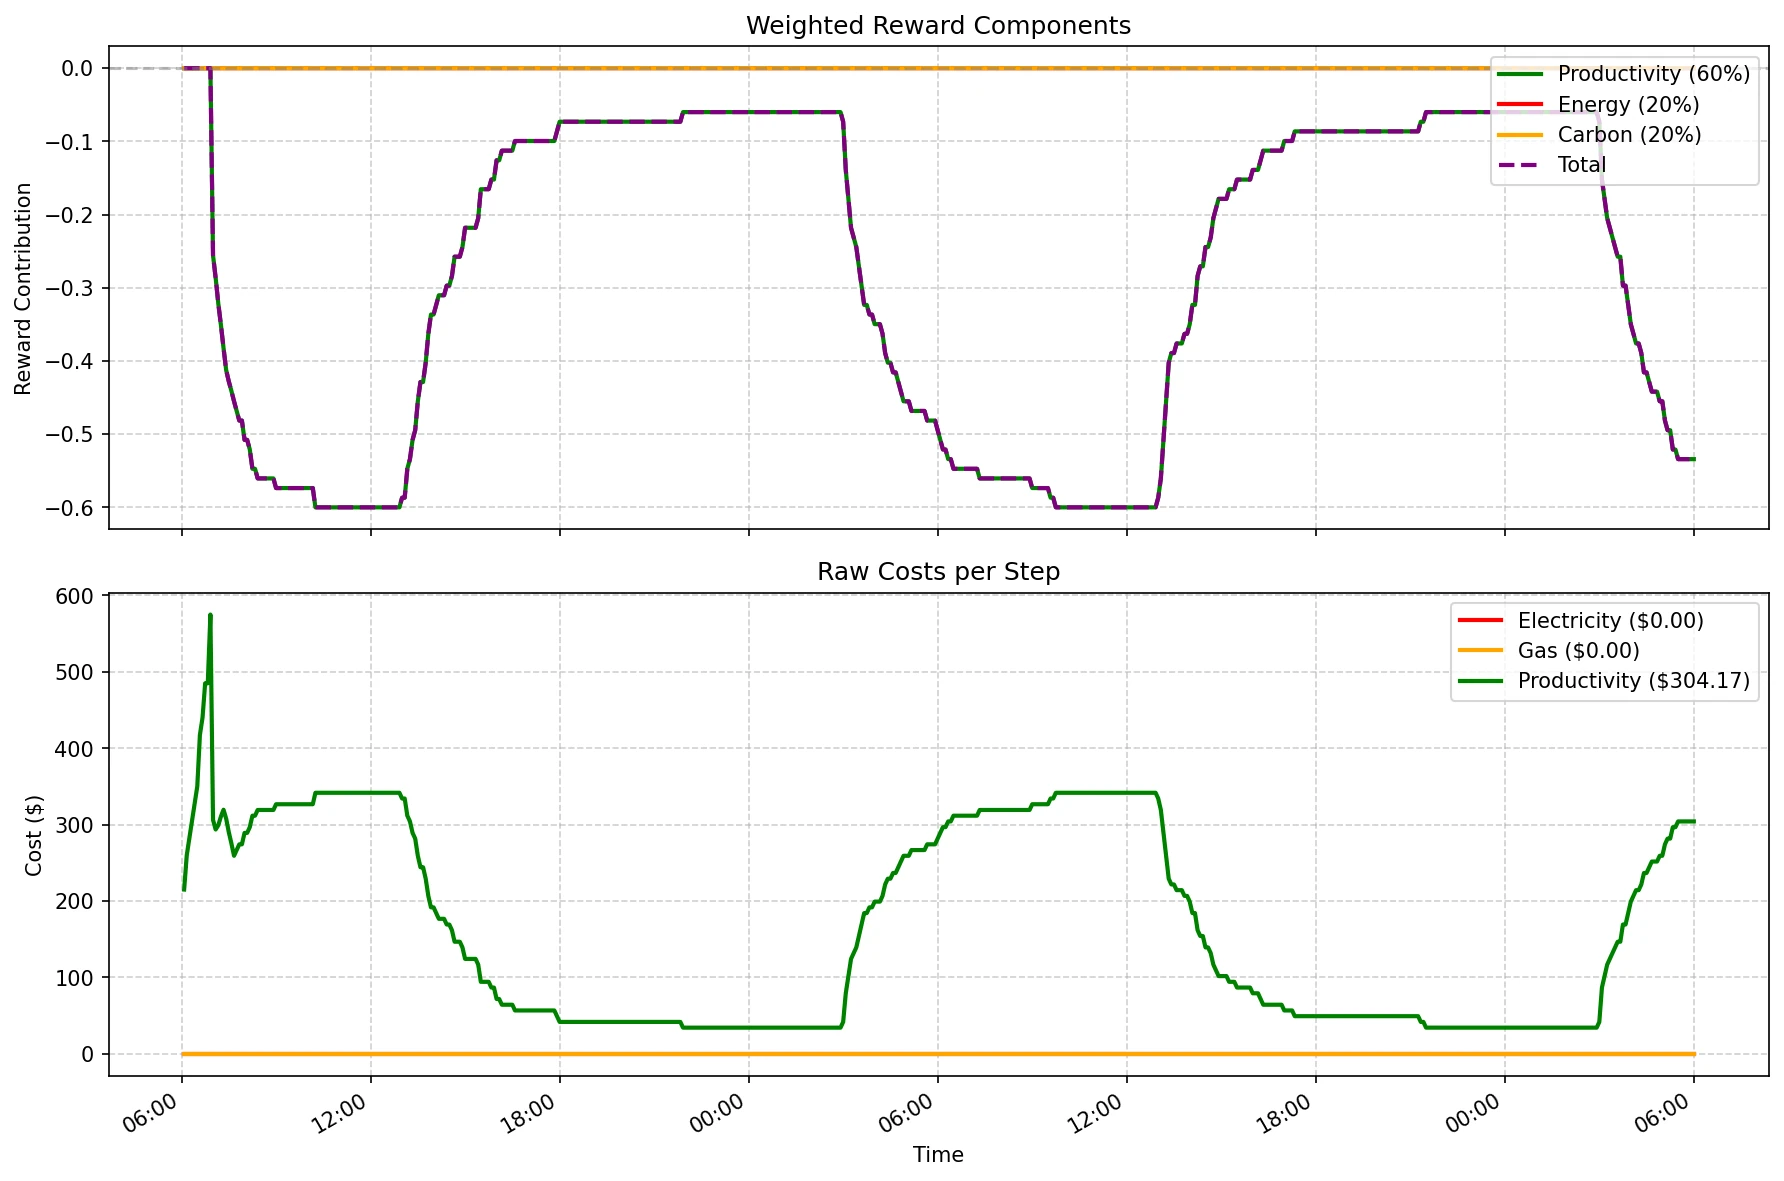 Weighted Reward Components
Reward Contribution
0.0
−0.1
−0.2
−0.3
−0.4
−0.5
−0.6
Productivity (60%)
Energy (20%)
Carbon (20%)
Total
Raw Costs per Step
Cost ($)
600
500
400
300
200
100
0
Electricity ($0.00)
Gas ($0.00)
Productivity ($304.17)
06:00
12:00
18:00
00:00
06:00
12:00
18:00
00:00
06:00
Time